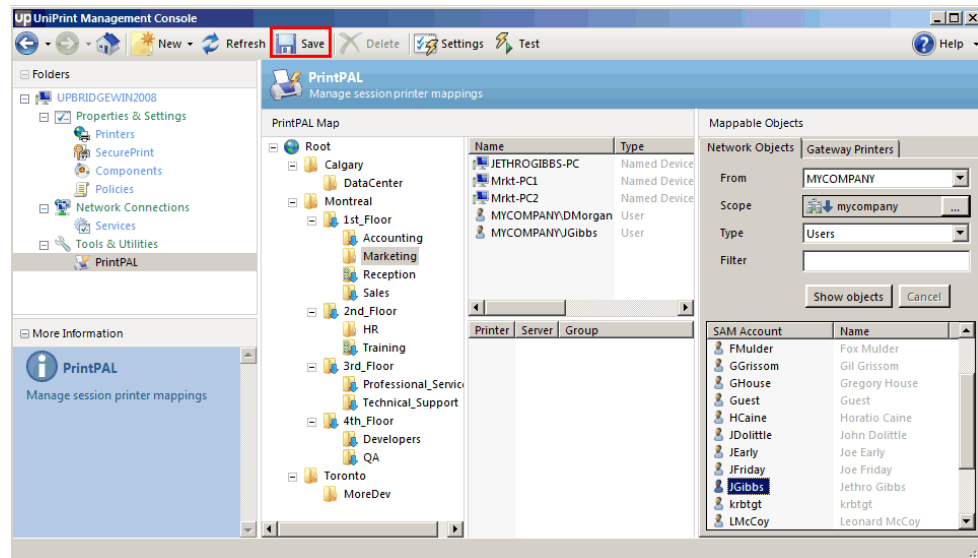 up UniPrint Management Console
New Refresh Save Delete Settings Test Help
Folders
UPBRIDGEWIN2008
Properties & Settings
Printers
SecurePrint
Components
Policies
Network Connections
Services
Tools & Utilities
PrintPAL
More Information
PrintPAL
Manage session printer mappings
PrintPAL
Manage session printer mappings
PrintPAL Map
Root
Calgary
DataCenter
Montreal
1st_Floor
Accounting
Marketing
Reception
Sales
2nd_Floor
HR
Training
3rd_Floor
Professional_Servic
Technical_Support
4th_Floor
Developers
QA
Toronto
MoreDev
Name Type
JETHROGIBBS-PC Named Device
Mrkt-PC1 Named Device
Mrkt-PC2 Named Device
MYCOMPANY\DMorgan User
MYCOMPANY\JGibbs User
Printer Server Group
Mappable Objects
Network Objects Gateway Printers
From MYCOMPANY
Scope mycompany ...
Type Users
Filter
Show objects Cancel
SAM Account Name
FMulder Fox Mulder
GGrissom Gil Grissom
GHouse Gregory House
Guest Guest
HCaine Horatio Caine
JDolittle John Dolittle
JEarly Joe Early
JFriday Joe Friday
JGibbs Jethro Gibbs
krbtgt krbtgt
LMcCoy Leonard McCoy